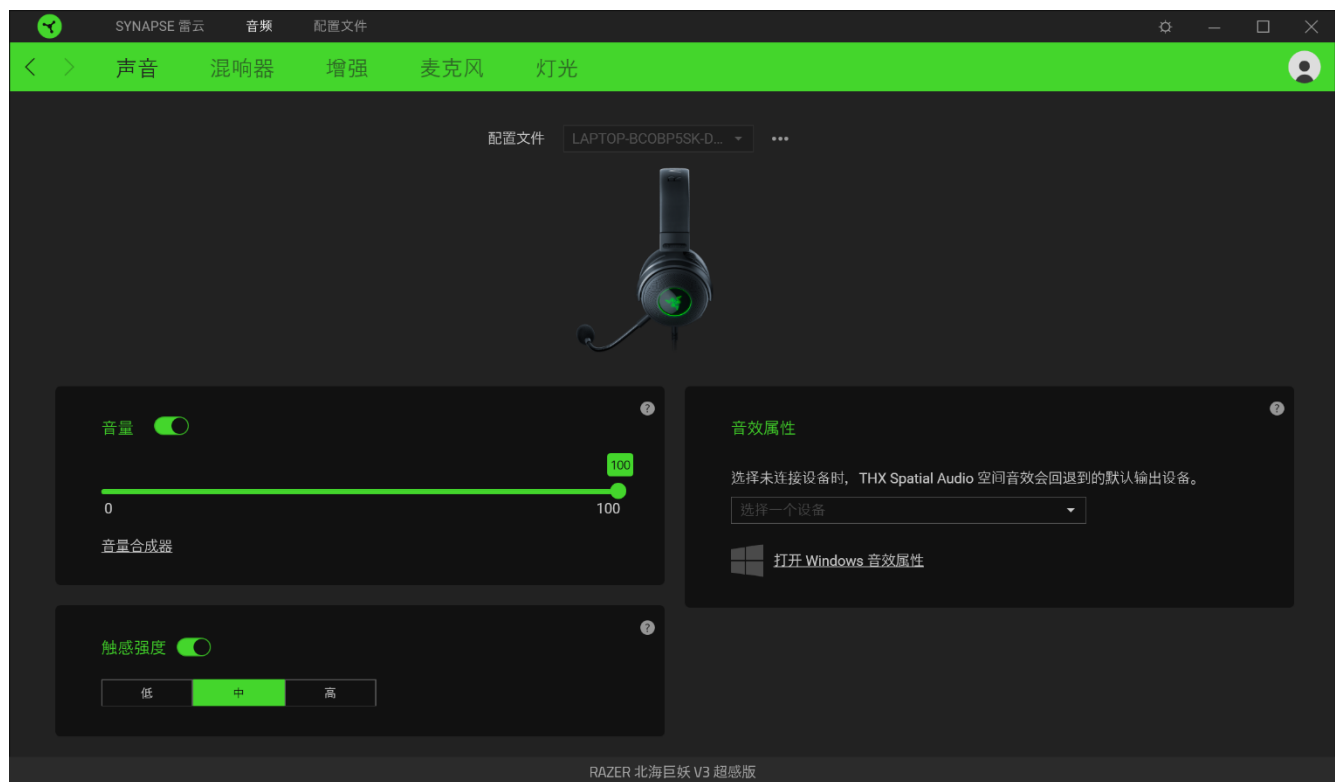 SYNAPSE 雷云 音频 配置文件
声音 混响器 增强 麦克风 灯光
配置文件 LAPTOP-BCOBP5SK-D... •••
音量
?
100
0 100
音量合成器
音效属性
?
选择未连接设备时，THX Spatial Audio 空间音效会回退到的默认输出设备。
选择一个设备
打开 Windows 音效属性
触感强度
?
低 中 高
RAZER 北海巨妖 V3 超感版